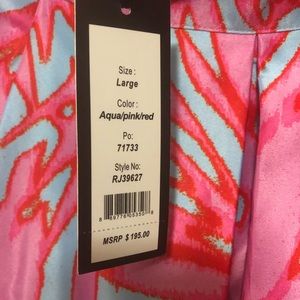 Size :
Large
Color :
Aqua/pink/red
Po:
71733
Style No:
RJ39627
MSRP $ 195.00